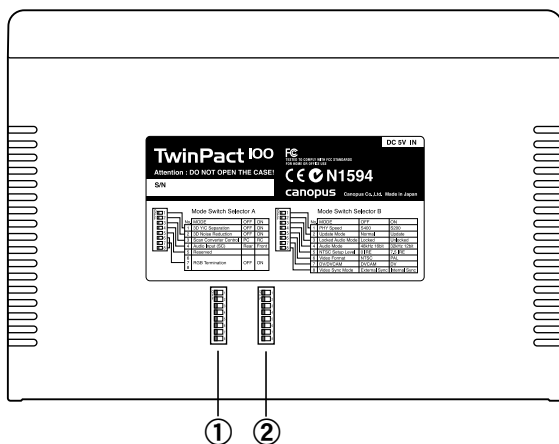 DC 5V IN
TwinPact 100
FC
TESTED TO COMPLY WITH FCC STANDARDS
FOR HOME OR OFFICE USE
Attention : DO NOT OPEN THE CASE!
CE N1594
S/N
canopus Canopus Co.,Ltd. Made in Japan
Mode Switch Selector A
No. MODE OFF ON
1 3D Y/C Separation OFF ON
2 3D Noise Reduction OFF ON
3 Scan Converter Control PC RC
4 Audio Input (SC) Rear Front
5 Reserved
6
7 RGB Termination OFF ON
8
Mode Switch Selector B
No. MODE OFF ON
1 PHY Speed S400 S200
2 Update Mode Normal Update
3 Locked Audio Mode Locked Unlocked
4 Audio Mode 48kHz 16bit 32kHz 12bit
5 NTSC Setup Level 0 IRE 7.5 IRE
6 Video Format NTSC PAL
7 DV/DVCAM DVCAM DV
8 Video Sync Mode External Sync Internal Sync
① ②